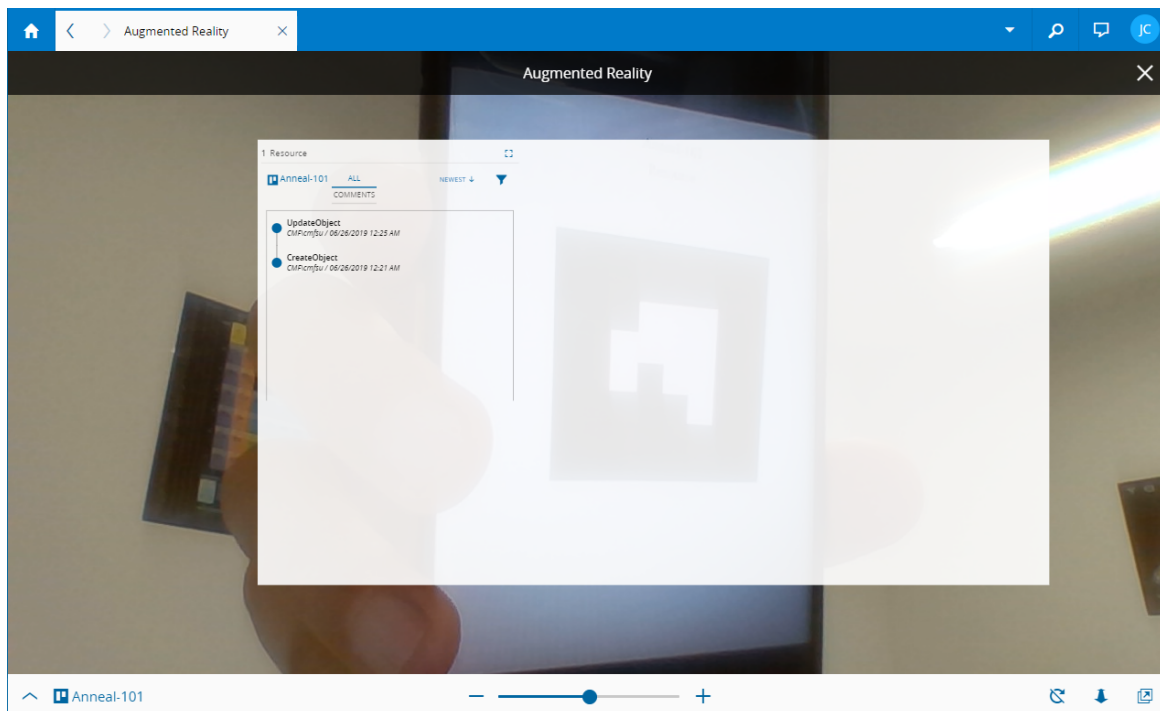 Augmented Reality
JC
Augmented Reality
1 Resource
Anneal-101 ALL NEWEST
COMMENTS
UpdateObject
CMF\cmfsu / 06/26/2019 12:25 AM
CreateObject
CMF\cmfsu / 06/26/2019 12:21 AM
Anneal-101